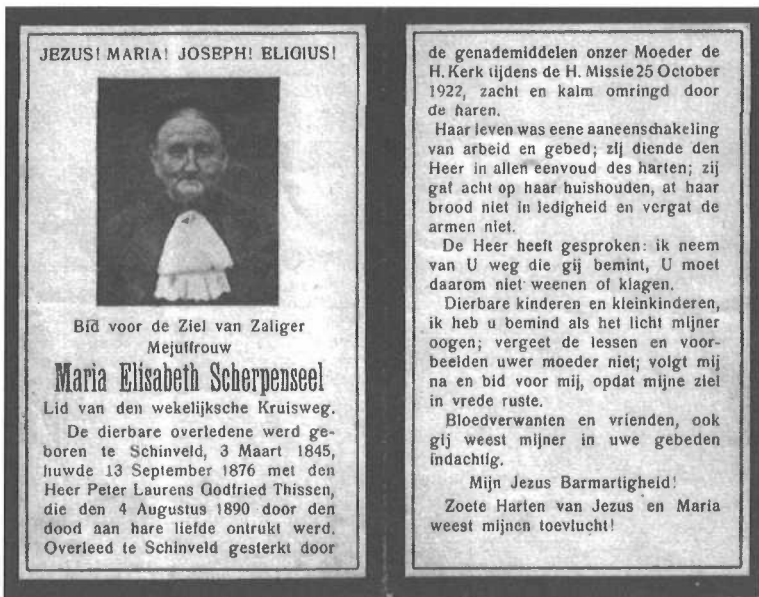 JEZUS! MARIA! JOSEPH! ELIGIUS!
Bid voor de Ziel van Zaliger
Mejuffrouw
Maria Elisabeth Scherpenseel
Lid van den wekelijksche Kruisweg.
De dierbare overledene werd ge-
boren te Schinveld, 3 Maart 1845,
huwde 13 September 1876 met den
Heer Peter Laurens Godfried Thissen,
die den 4 Augustus 1890 door den
dood aan hare liefde ontrukt werd.
Overleed te Schinveld gesterkt door
de genademiddelen onzer Moeder de
H. Kerk tijdens de H. Missie 25 October
1922, zacht en kalm omringd door
de haren.
Haar leven was eene aaneenschakeling
van arbeid en gebed; zij diende den
Heer in allen eenvoud des harten; zij
gaf acht op haar huishouden, at haar
brood niet in ledigheid en vergat de
armen niet.
De Heer heeft gesproken: ik neem
van U weg die gij bemint, U moet
daarom niet weenen of klagen.
Dierbare kinderen en kleinkinderen,
ik heb u bemind als het licht mijner
oogen; vergeet de lessen en voor-
beelden uwer moeder niet; volgt mij
na en bid voor mij, opdat mijne ziel
in vrede ruste.
Bloedverwanten en vrienden, ook
gij weest mijner in uwe gebeden
indachtig.
Mijn Jezus Barmartigheid!
Zoete Harten van Jezus en Maria
weest mijnen toevlucht!